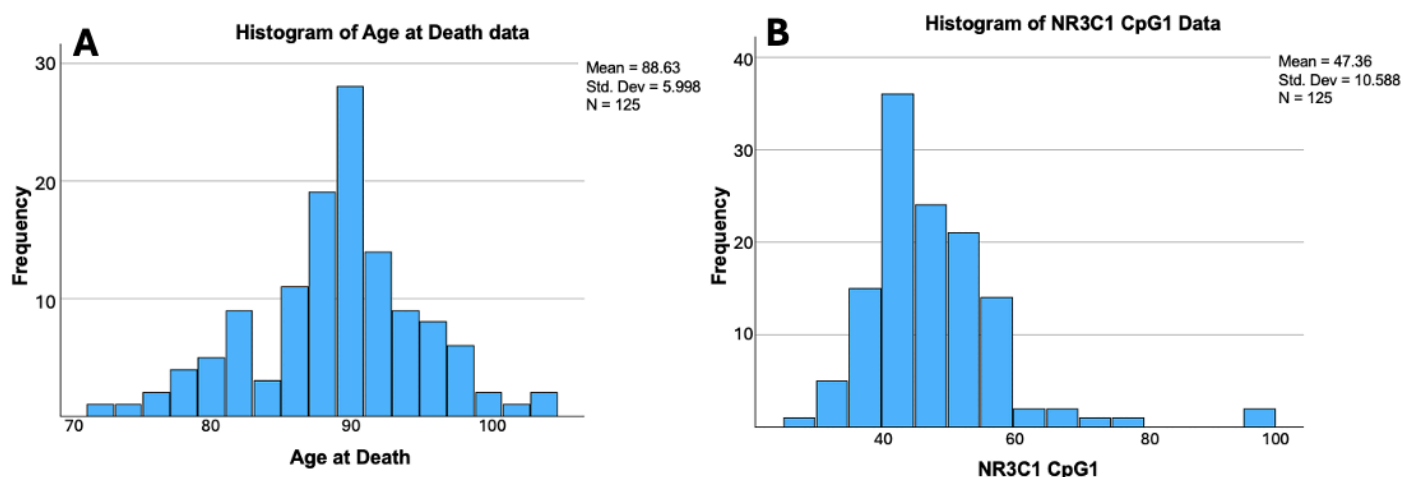 A
Histogram of Age at Death data
Mean = 88.63
Std. Dev = 5.998
N = 125
30
20
10
Frequency
70 80 90 100
Age at Death
B
Histogram of NR3C1 CpG1 Data
Mean = 47.36
Std. Dev = 10.588
N = 125
40
30
20
10
Frequency
40 60 80 100
NR3C1 CpG1